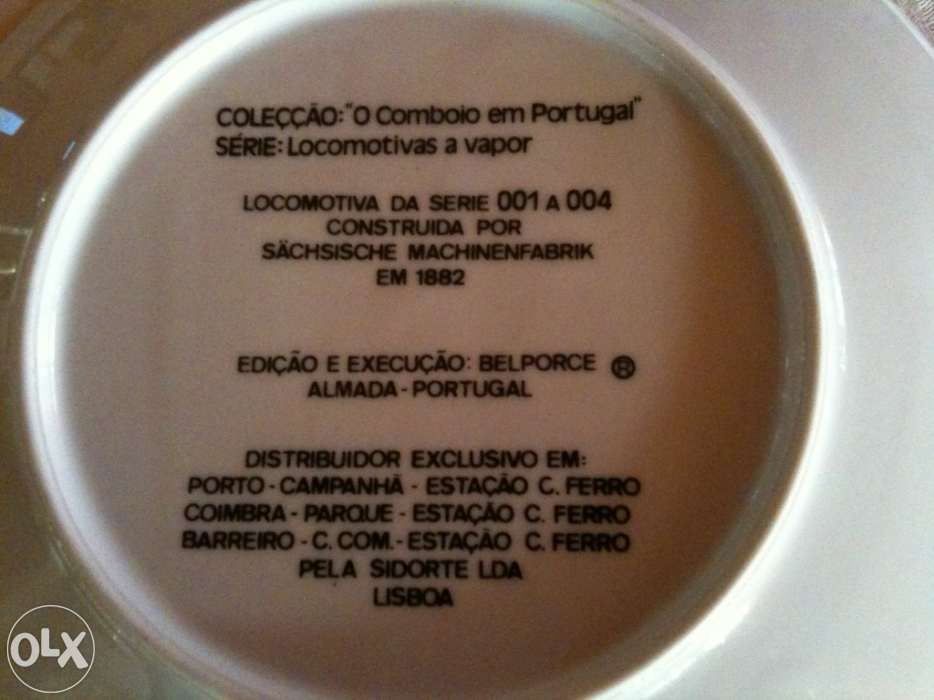 COLECÇÃO: "O Comboio em Portugal"
SÉRIE: Locomotivas a vapor
LOCOMOTIVA DA SERIE 001 A 004
CONSTRUIDA POR
SÄCHSISCHE MACHINENFABRIK
EM 1882
EDIÇÃO E EXECUÇÃO: BELPORCE ®
ALMADA - PORTUGAL
DISTRIBUIDOR EXCLUSIVO EM:
PORTO - CAMPANHÃ - ESTAÇÃO C. FERRO
COIMBRA - PARQUE - ESTAÇÃO C. FERRO
BARREIRO - C. COM. - ESTAÇÃO C. FERRO
PELA SIDORTE LDA
LISBOA
OLX